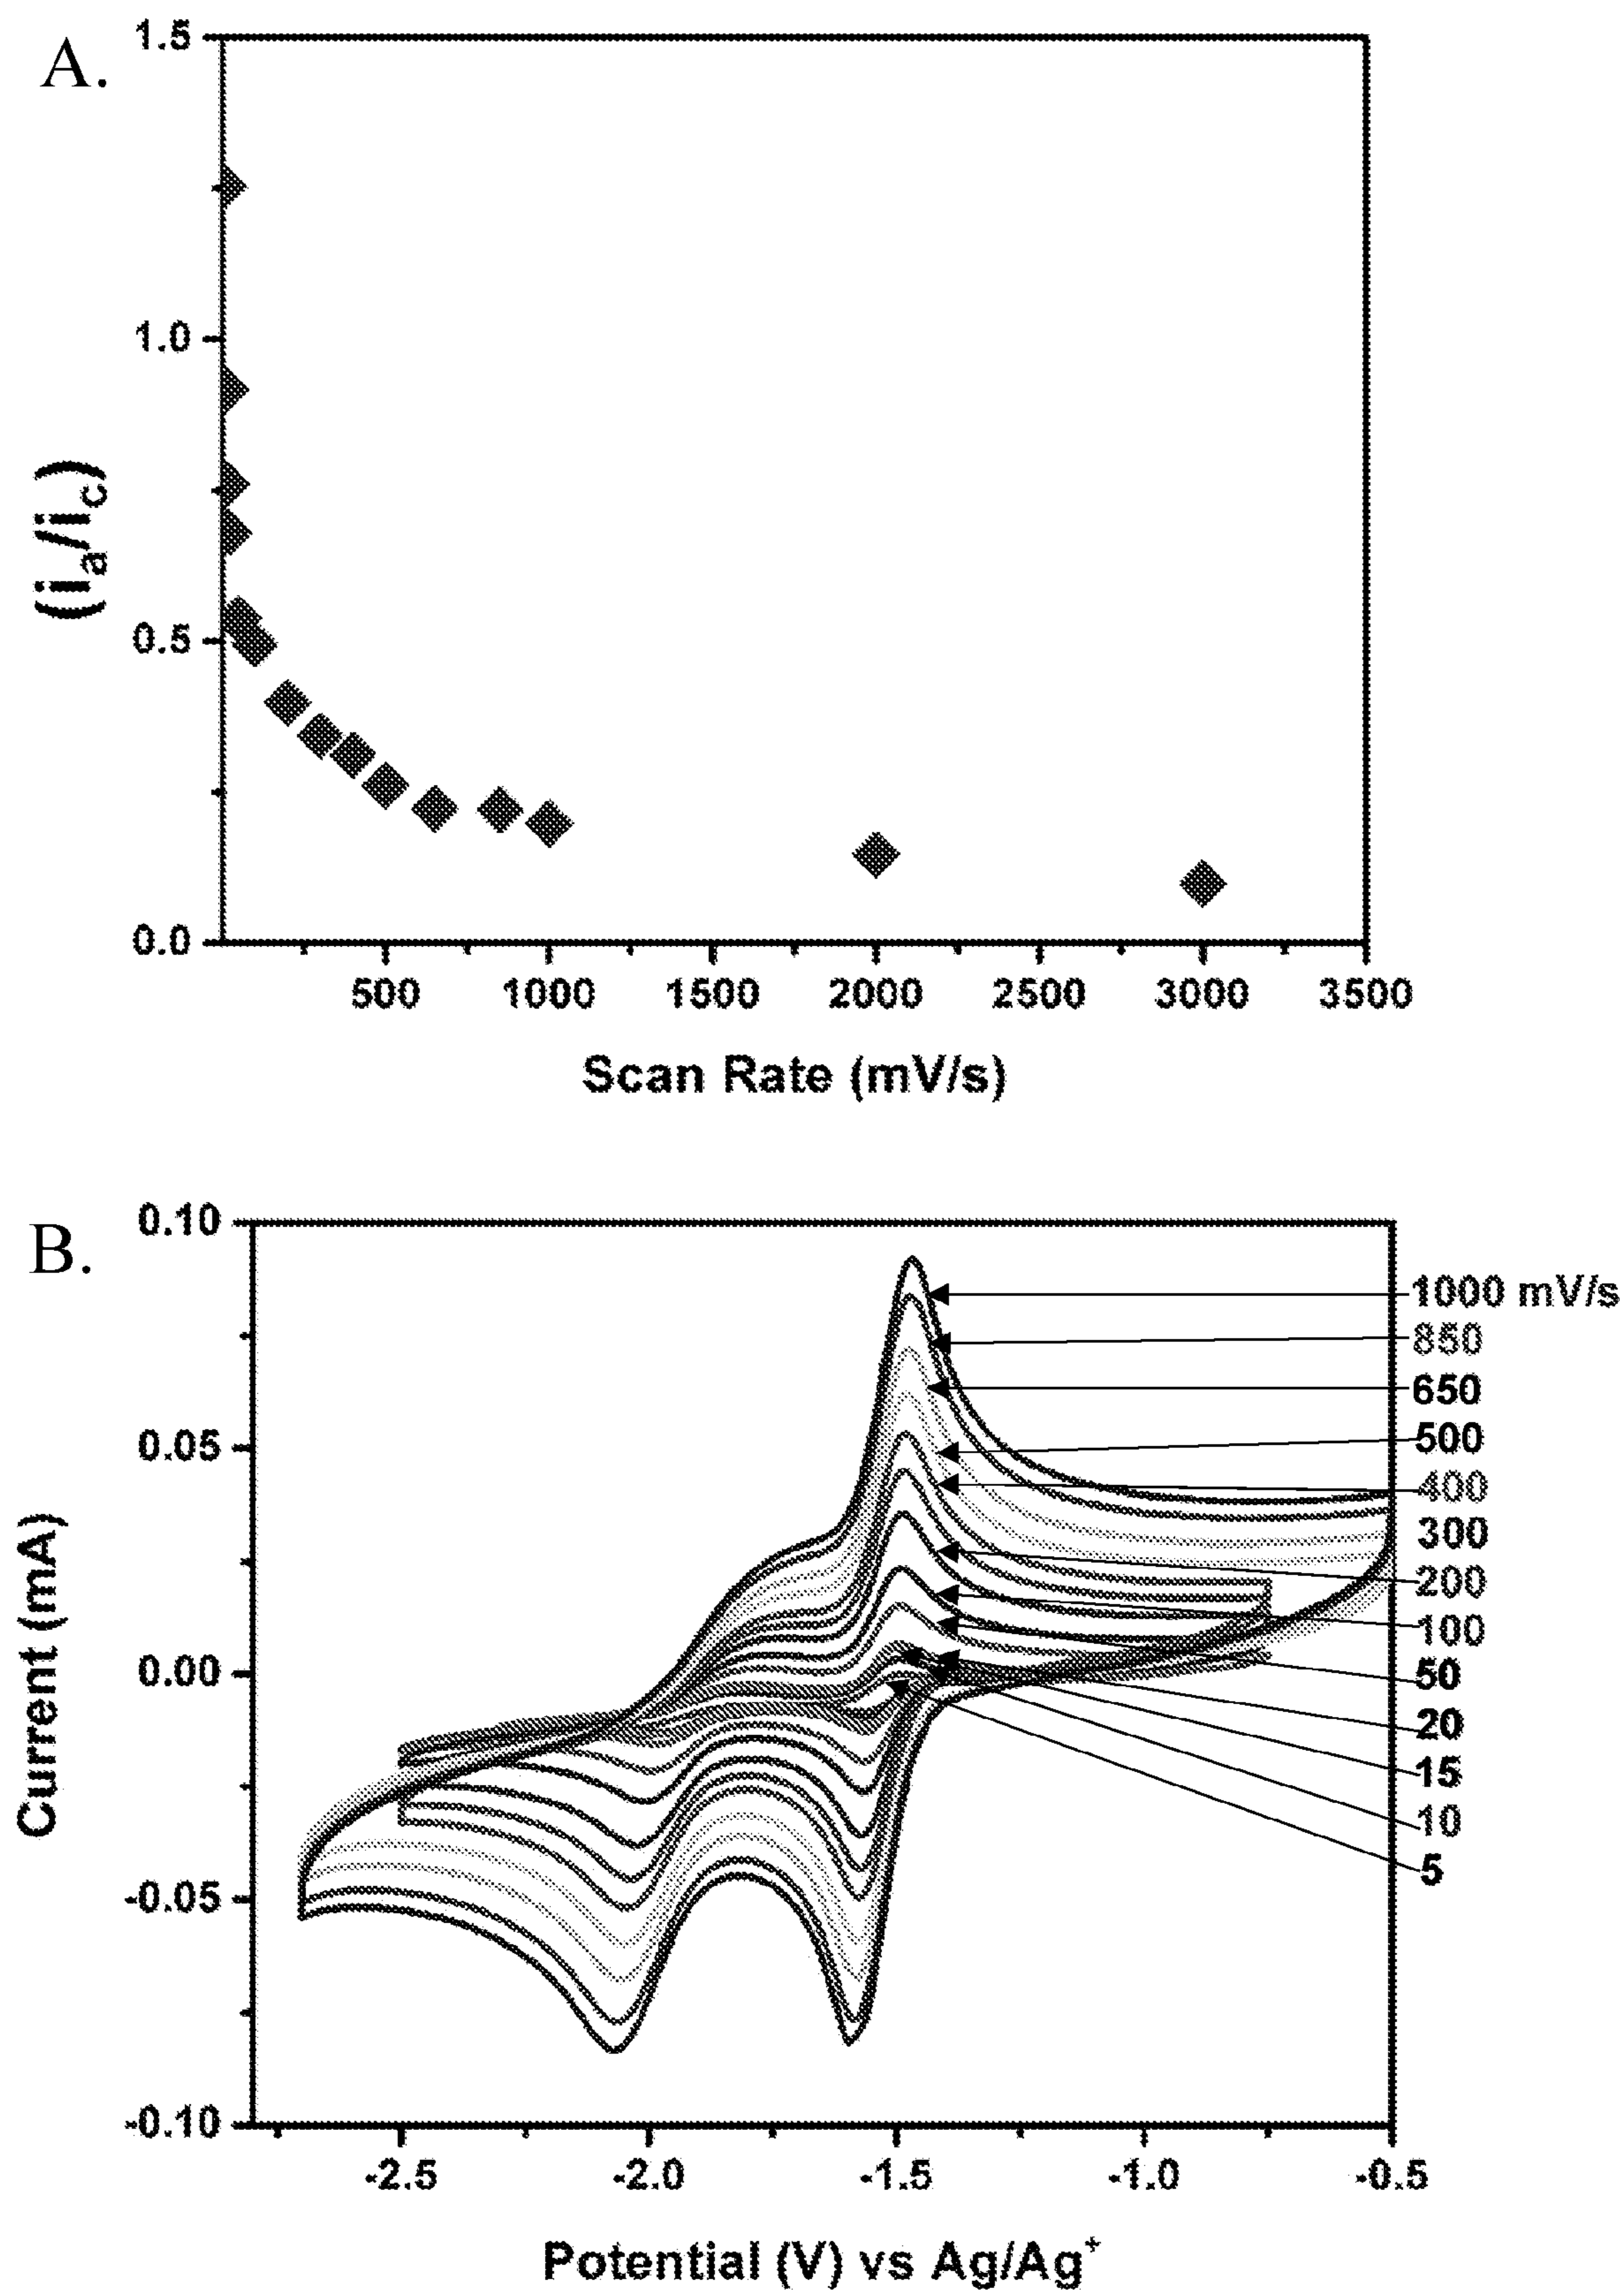 A.
1.5
1.0
0.5
0.0
(ia/ic)
500 1000 1500 2000 2500 3000 3500
Scan Rate (mV/s)
B.
0.10
0.05
0.00
-0.05
-0.10
Current (mA)
1000 mV/s
850
650
500
400
300
200
100
50
20
15
10
5
-2.5 -2.0 -1.5 -1.0 -0.5
Potential (V) vs Ag/Ag+